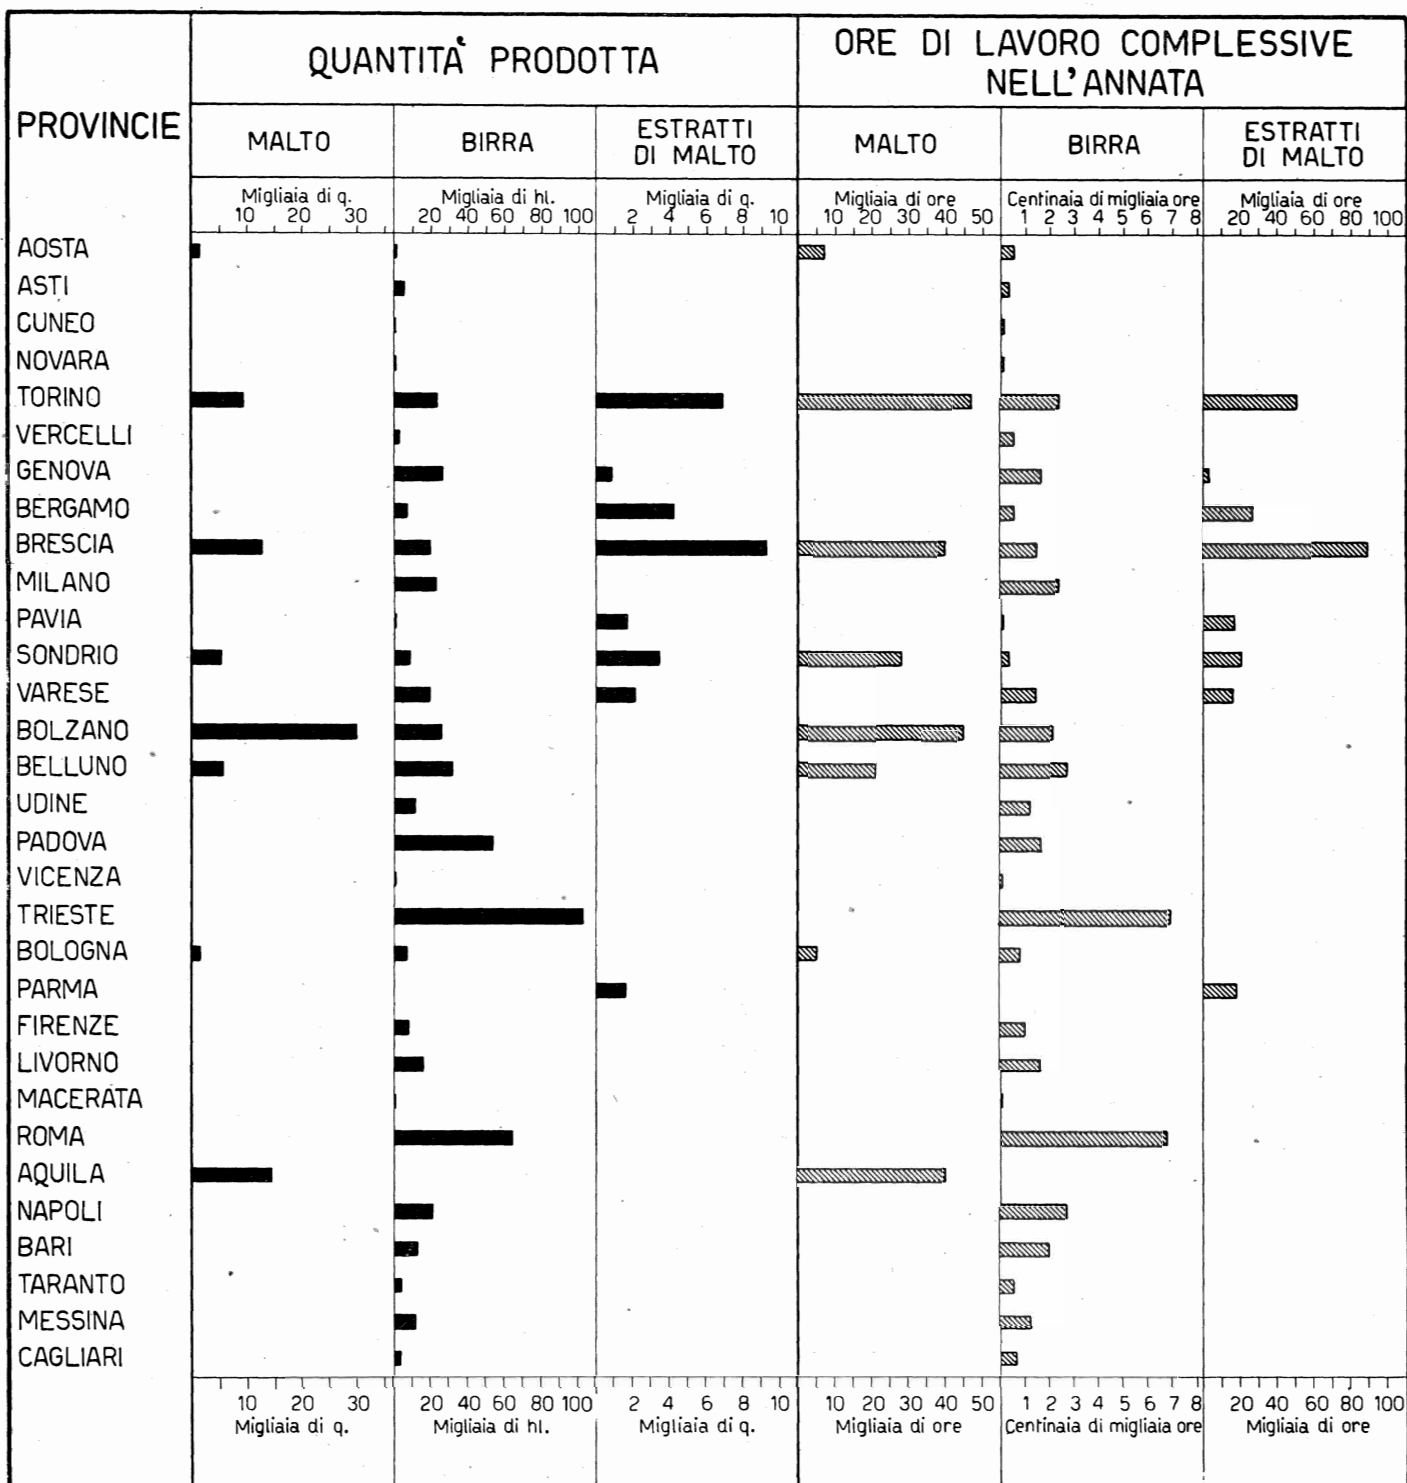 PROVINCIE
QUANTITÀ PRODOTTA
ORE DI LAVORO COMPLESSIVE
NELL'ANNATA
MALTO
BIRRA
ESTRATTI
DI MALTO
MALTO
BIRRA
ESTRATTI
DI MALTO
Migliaia di q.
Migliaia di hl.
Migliaia di q.
Migliaia di ore
Centinaia di migliaia ore
Migliaia di ore
10 20 30
20 40 60 80 100
2 4 6 8 10
10 20 30 40 50
1 2 3 4 5 6 7 8
20 40 60 80 100
AOSTA
ASTI
CUNEO
NOVARA
TORINO
VERCELLI
GENOVA
BERGAMO
BRESCIA
MILANO
PAVIA
SONDRIO
VARESE
BOLZANO
BELLUNO
UDINE
PADOVA
VICENZA
TRIESTE
BOLOGNA
PARMA
FIRENZE
LIVORNO
MACERATA
ROMA
AQUILA
NAPOLI
BARI
TARANTO
MESSINA
CAGLIARI
10 20 30
20 40 60 80 100
2 4 6 8 10
10 20 30 40 50
1 2 3 4 5 6 7 8
20 40 60 80 100
Migliaia di q.
Migliaia di hl.
Migliaia di q.
Migliaia di ore
Centinaia di migliaia ore
Migliaia di ore